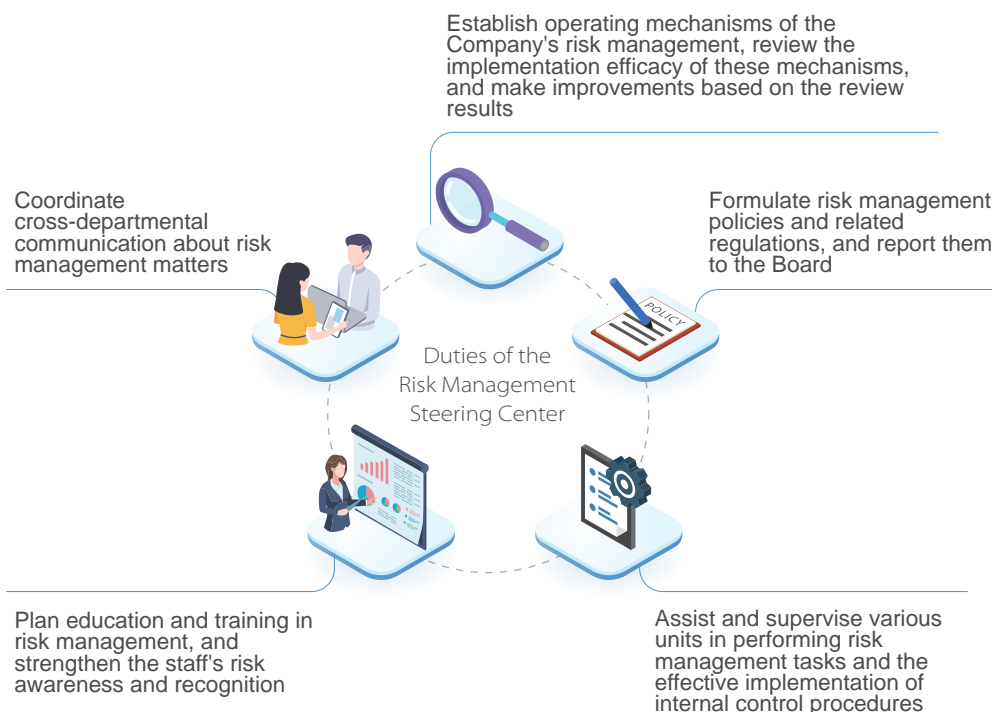 Establish operating mechanisms of the
Company's risk management, review the
implementation efficacy of these mechanisms,
and make improvements based on the review
results
Coordinate
cross-departmental
communication about risk
management matters
Formulate risk management
policies and related
regulations, and report them
to the Board
POLICY
Duties of the
Risk Management
Steering Center
Plan education and training in
risk management, and
strengthen the staff's risk
awareness and recognition
Assist and supervise various
units in performing risk
management tasks and the
effective implementation of
internal control procedures